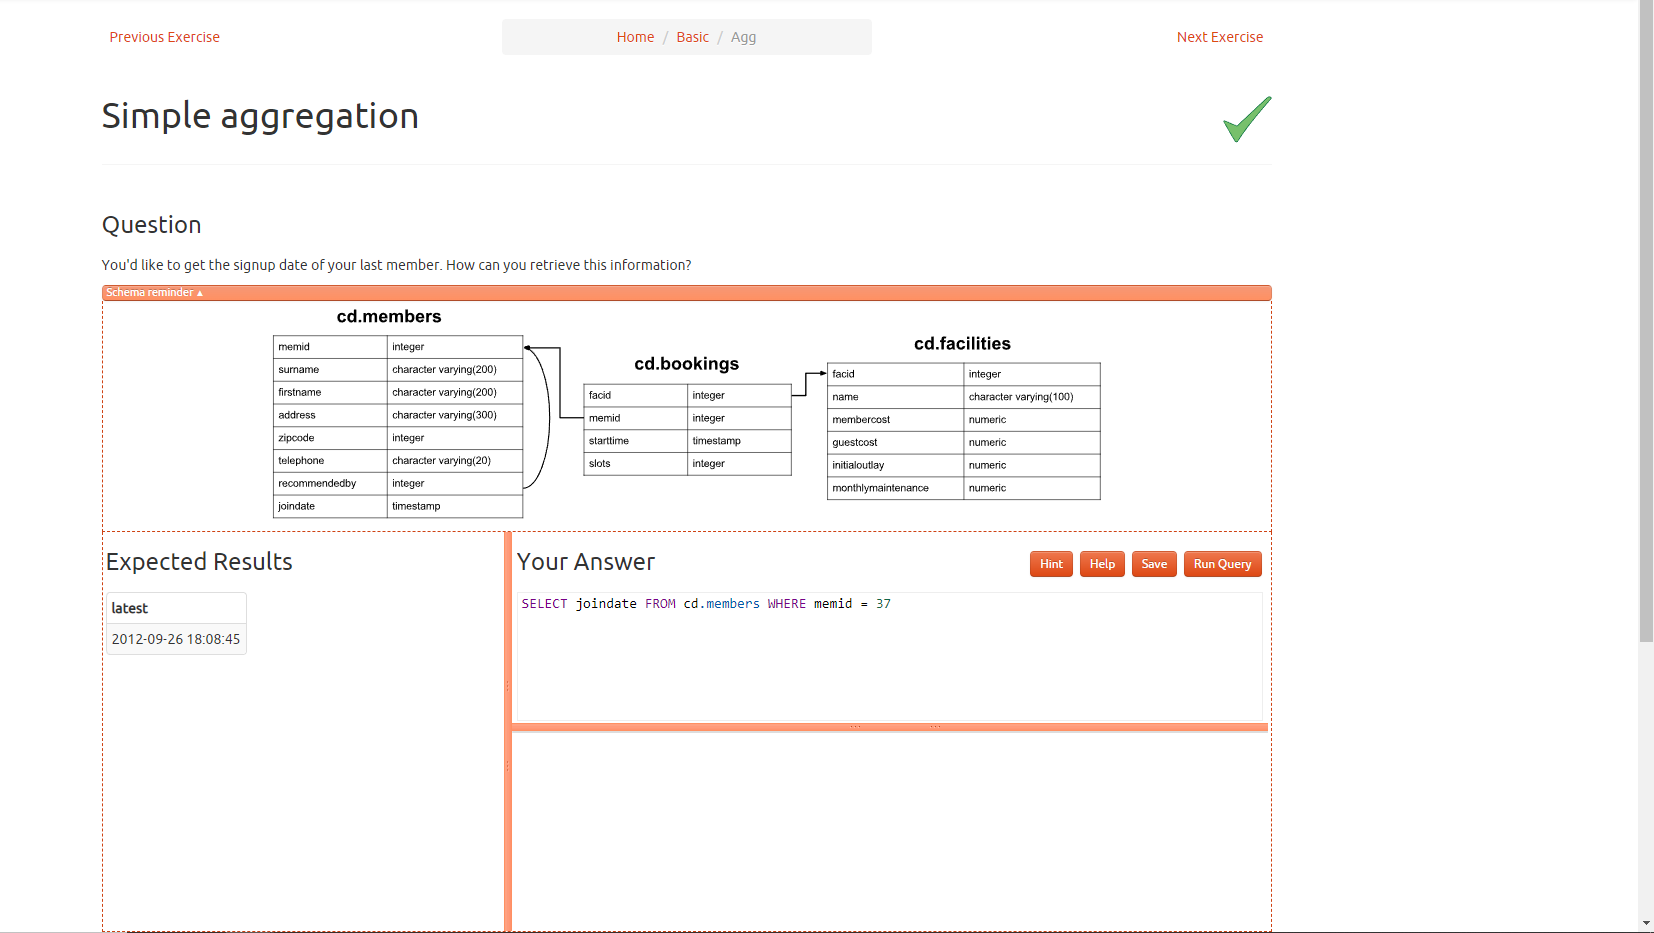 Previous Exercise
Home / Basic / Agg
Next Exercise
Simple aggregation
Question
You'd like to get the signup date of your last member. How can you retrieve this information?
Schema reminder ▲
cd.members
memid integer
surname character varying(200)
firstname character varying(200)
address character varying(300)
zipcode integer
telephone character varying(20)
recommendedby integer
joindate timestamp
cd.bookings
facid integer
memid integer
starttime timestamp
slots integer
cd.facilities
facid integer
name character varying(100)
membercost numeric
guestcost numeric
initialoutlay numeric
monthlymaintenance numeric
Expected Results
latest
2012-09-26 18:08:45
Your Answer
Hint
Help
Save
Run Query
SELECT joindate FROM cd.members WHERE memid = 37